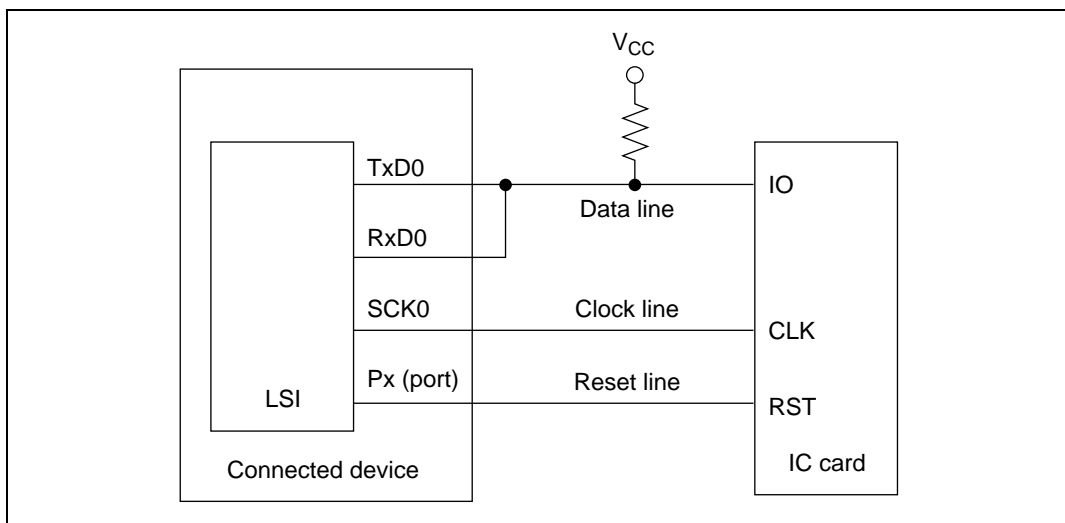 VCC
TxD0
IO
Data line
RxD0
SCK0
Clock line
CLK
Px (port)
Reset line
LSI
RST
Connected device
IC card